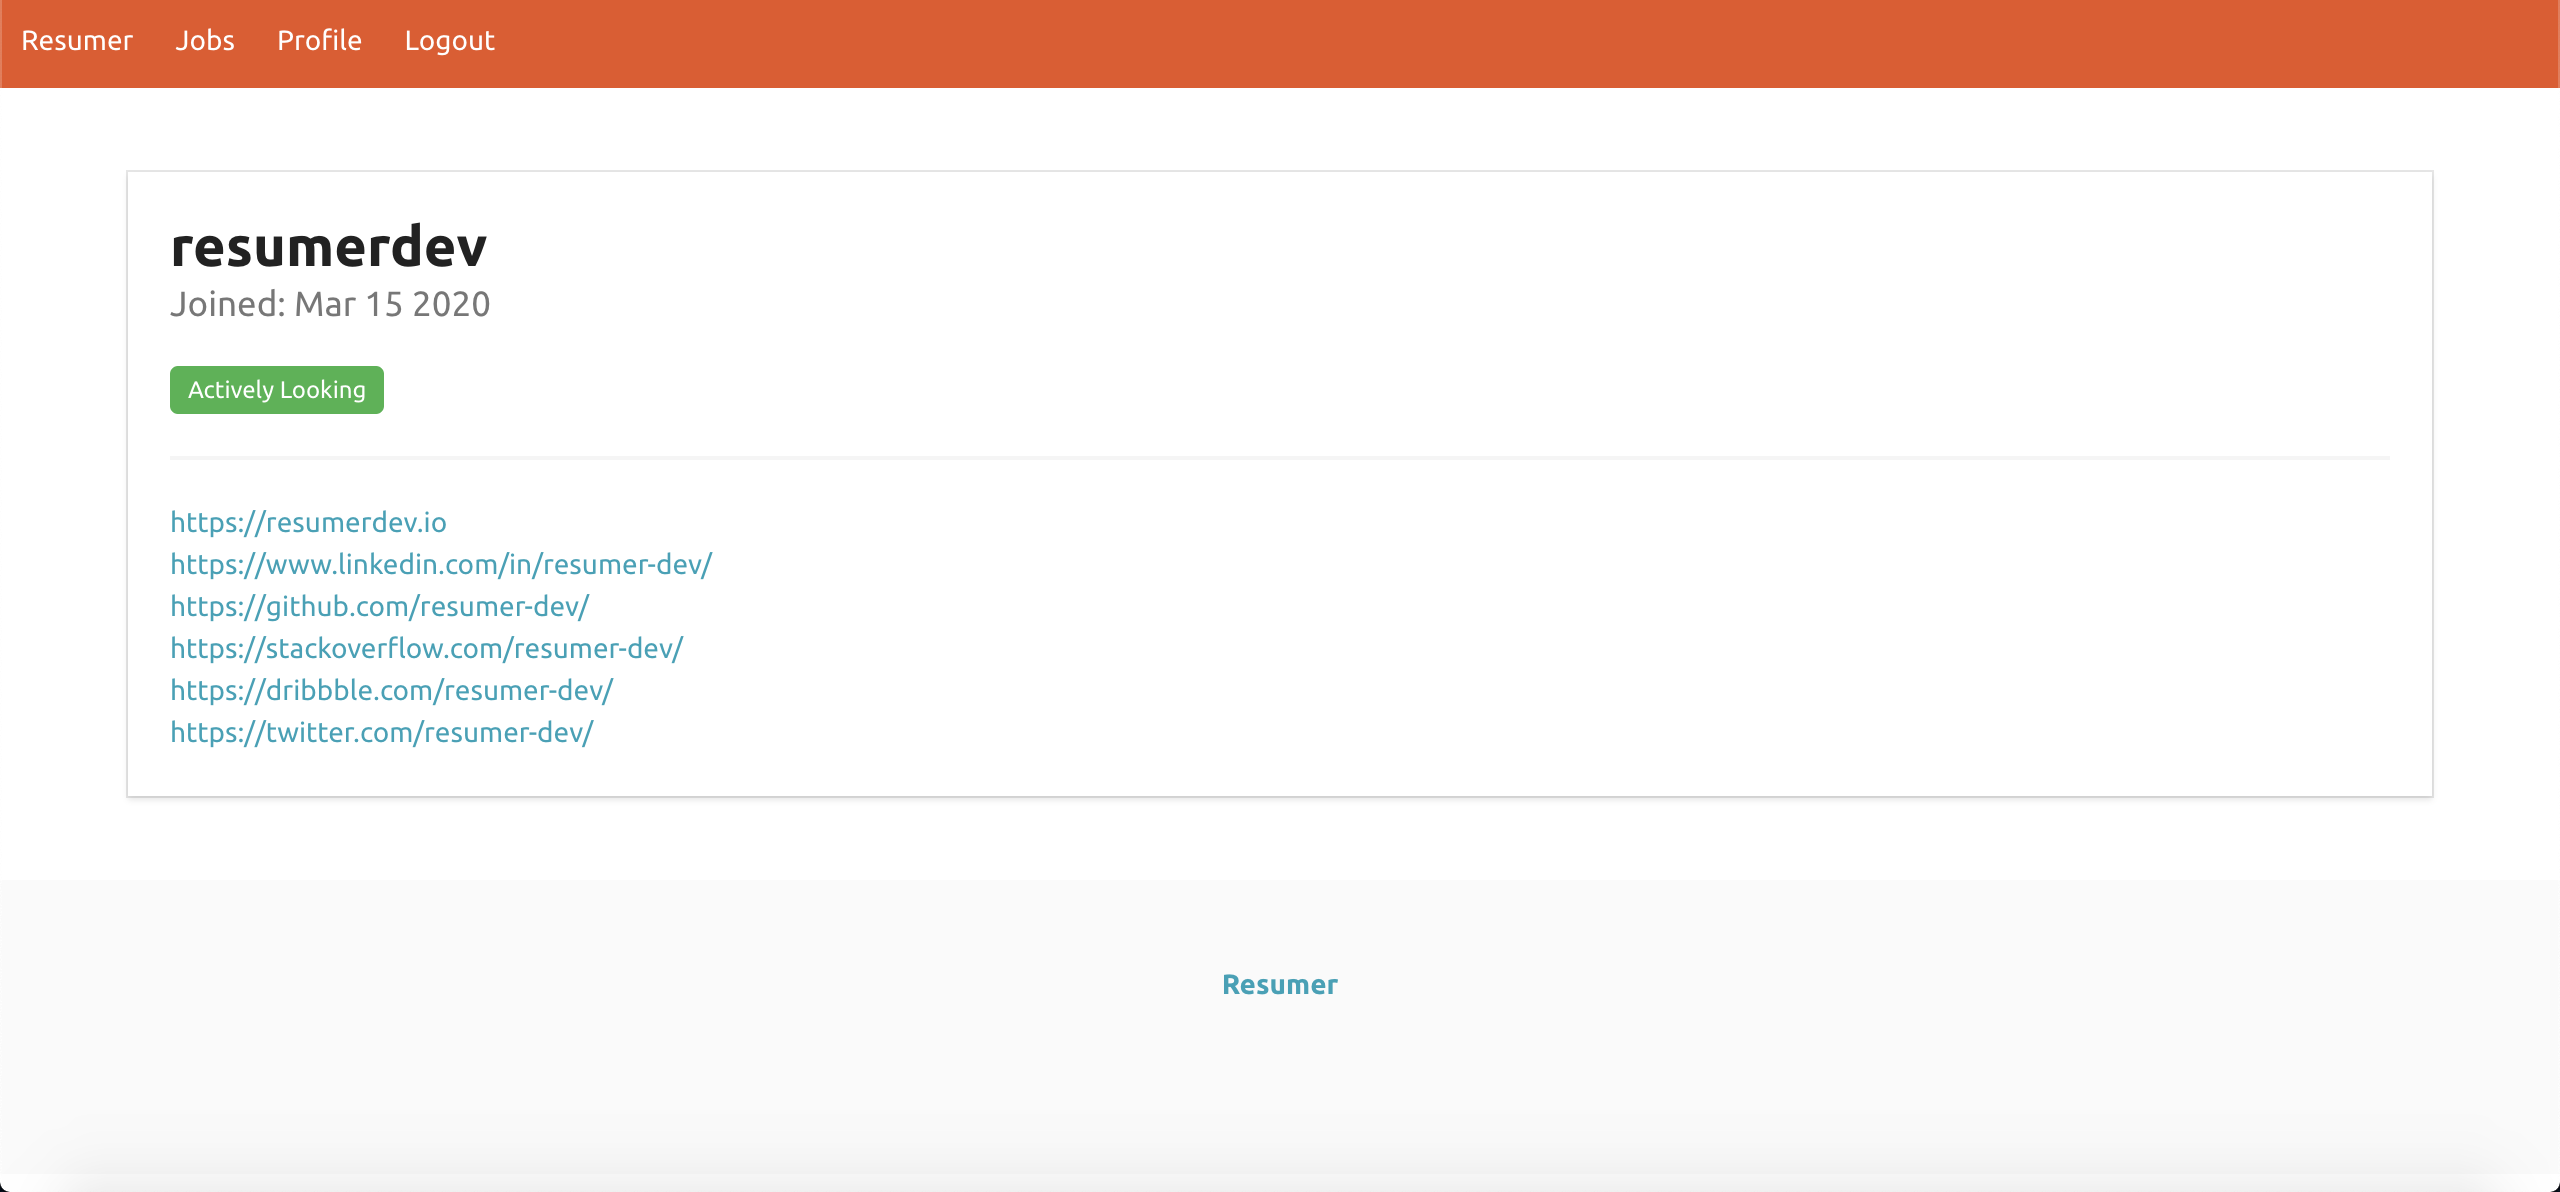 Resumer Jobs Profile Logout
resumerdev
Joined: Mar 15 2020
Actively Looking
https://resumerdev.io
https://www.linkedin.com/in/resumer-dev/
https://github.com/resumer-dev/
https://stackoverflow.com/resumer-dev/
https://dribbble.com/resumer-dev/
https://twitter.com/resumer-dev/
Resumer